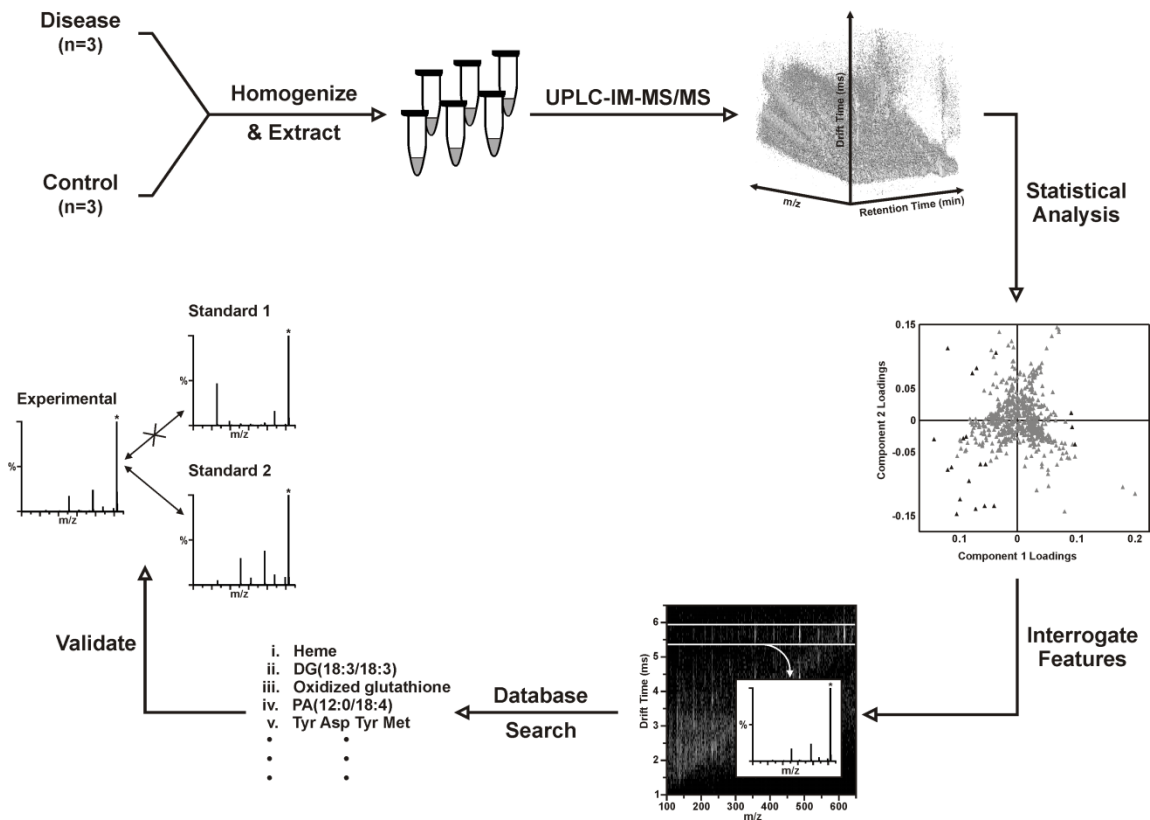 Disease
(n=3)
Control
(n=3)
Homogenize
& Extract
UPLC-IM-MS/MS
Drift Time (ms)
m/z
Retention Time (min)
Statistical
Analysis
0.15
0.05
0
-0.05
-0.15
0.1
0
0.1
0.2
Component 2 Loadings
Component 1 Loadings
Interrogate
Features
6
5
4
3
2
1
Drift Time (ms)
100 200 300 400 500 600
m/z
*
%
m/z
Database
Search
i. Heme
ii. DG(18:3/18:3)
iii. Oxidized glutathione
iv. PA(12:0/18:4)
v. Tyr Asp Tyr Met
Validate
Experimental
*
%
m/z
Standard 1
*
%
m/z
Standard 2
*
%
m/z